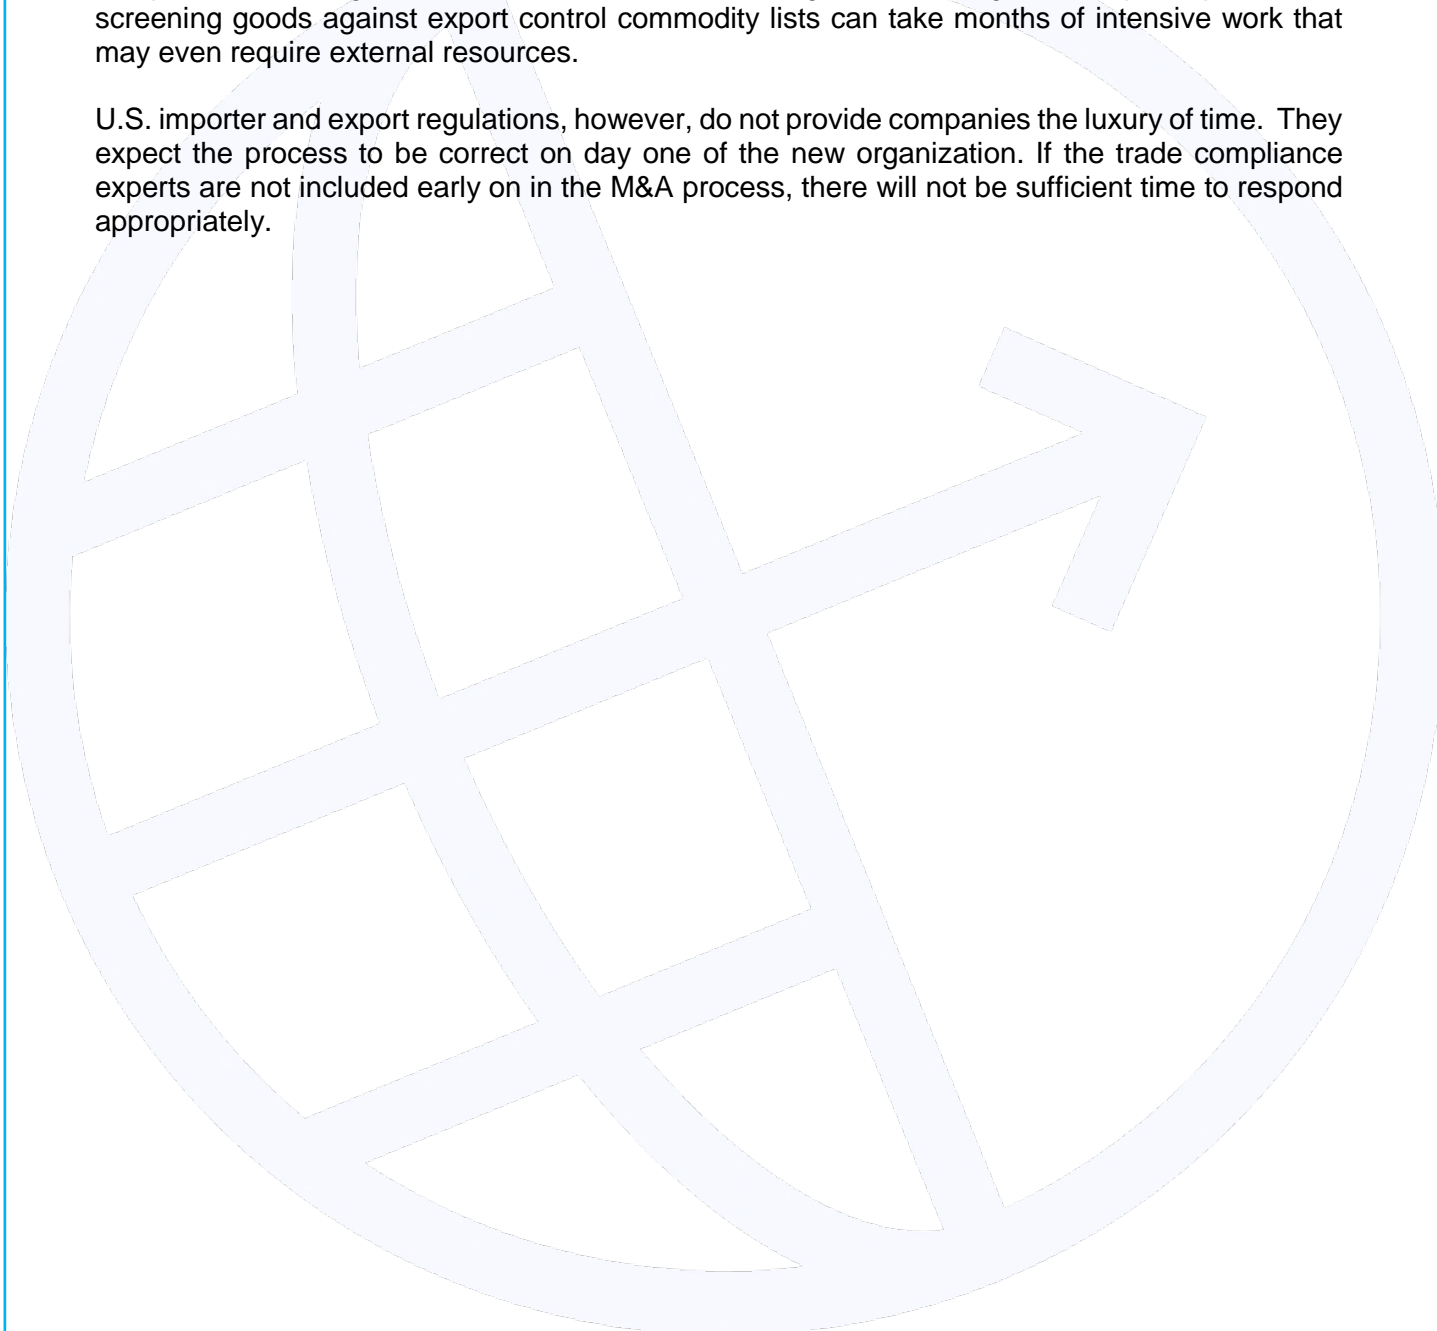 screening goods against export control commodity lists can take months of intensive work that
may even require external resources.
U.S. importer and export regulations, however, do not provide companies the luxury of time.  They
expect the process to be correct on day one of the new organization. If the trade compliance
experts are not included early on in the M&A process, there will not be sufficient time to respond
appropriately.